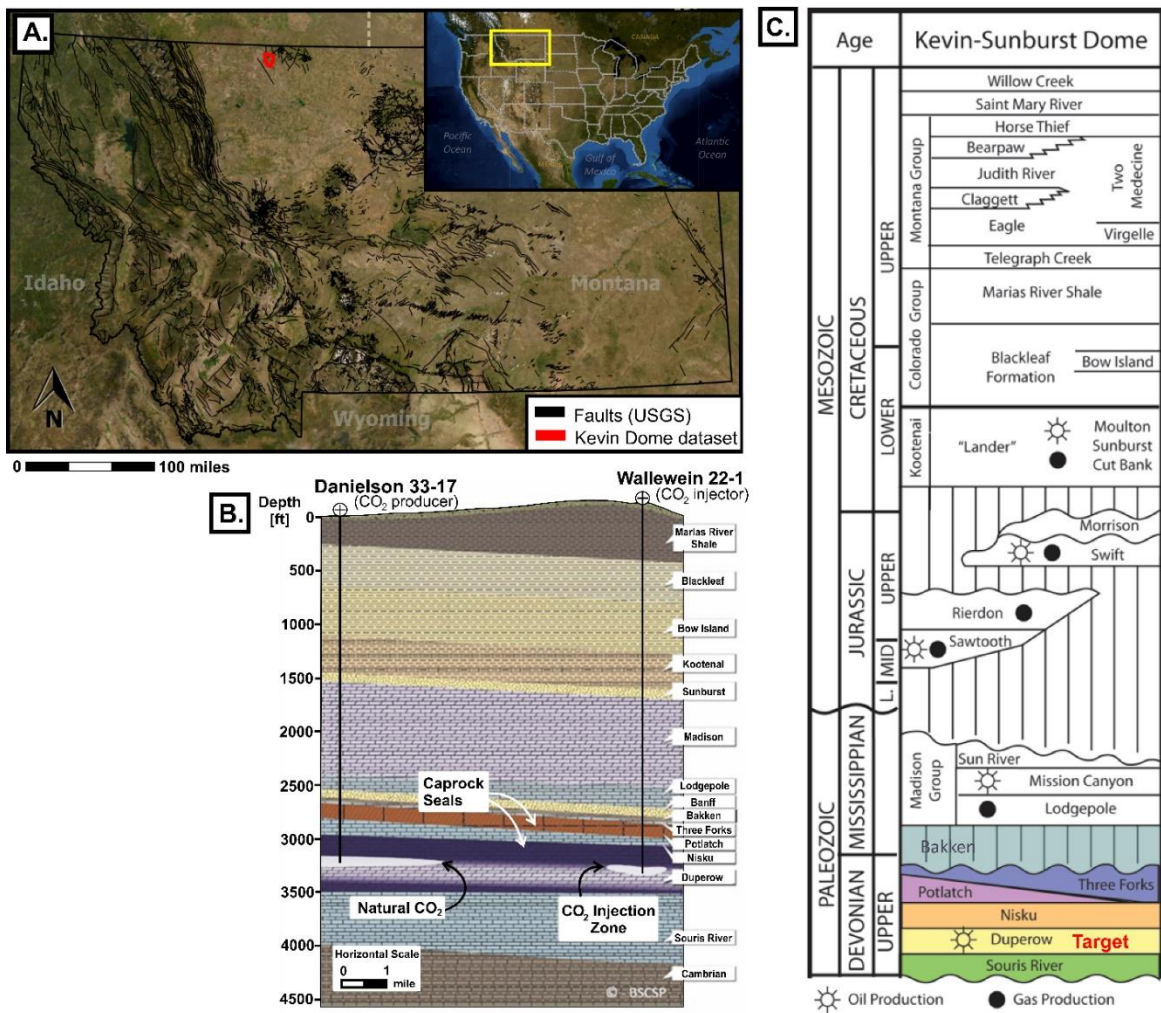 A.
CANADA
Pacific
Ocean
Atlantic
Ocean
Gulf of
Mexico
Idaho
Montana
Wyoming
N
Faults (USGS)
Kevin Dome dataset
0 100 miles
B.
Depth
[ft]
Danielson 33-17
(CO₂ producer)
Wallewein 22-1
(CO₂ injector)
0
500
1000
1500
2000
2500
3000
3500
4000
4500
Marias River
Shale
Blackleaf
Bow Island
Kootenai
Sunburst
Madison
Lodgepole
Banff
Bakken
Three Forks
Potlatch
Nisku
Duperow
Souris River
Cambrian
Caprock
Seals
Natural CO₂
CO₂ Injection
Zone
Horizontal Scale
0 1
mile
© BSCSP
C.
Age
Kevin-Sunburst Dome
MESOZOIC
PALEOZOIC
CRETACEOUS
JURASSIC
MISSISSIPPIAN
DEVONIAN
UPPER
LOWER
UPPER
MID
L.
UPPER
Willow Creek
Saint Mary River
Montana Group
Horse Thief
Bearpaw
Judith River
Claggett
Eagle
Two
Medecine
Virgelle
Telegraph Creek
Colorado Group
Marias River Shale
Blackleaf
Formation
Bow Island
Kootenai
"Lander"
Moulton
Sunburst
Cut Bank
Morrison
Swift
Rierdon
Sawtooth
Madison
Group
Sun River
Mission Canyon
Lodgepole
Bakken
Three Forks
Potlatch
Nisku
Duperow Target
Souris River
Oil Production
Gas Production